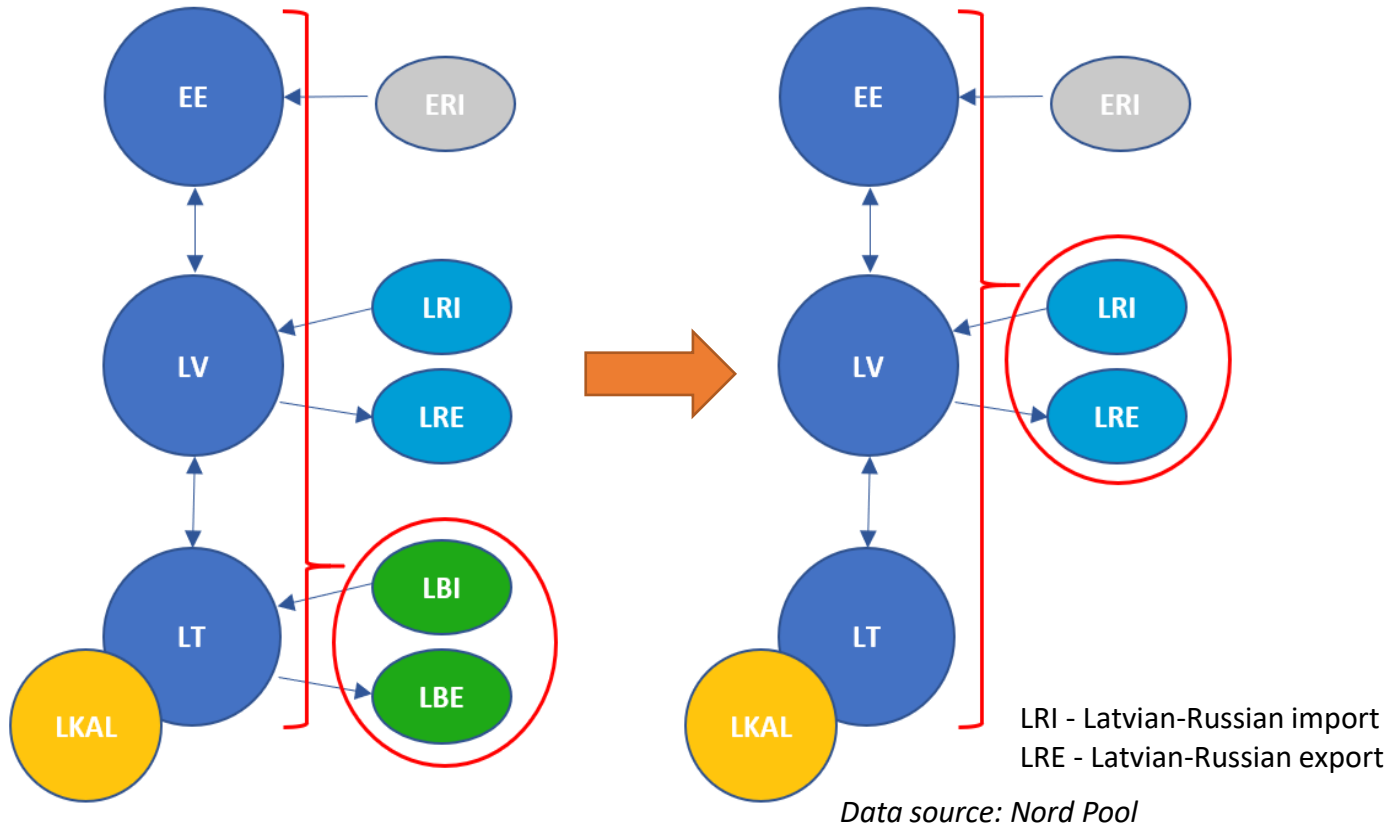 EE
ERI
LV
LRI
LRE
LT
LBI
LBE
LKAL
EE
ERI
LV
LRI
LRE
LT
LKAL
LRI - Latvian-Russian import
LRE - Latvian-Russian export
Data source: Nord Pool